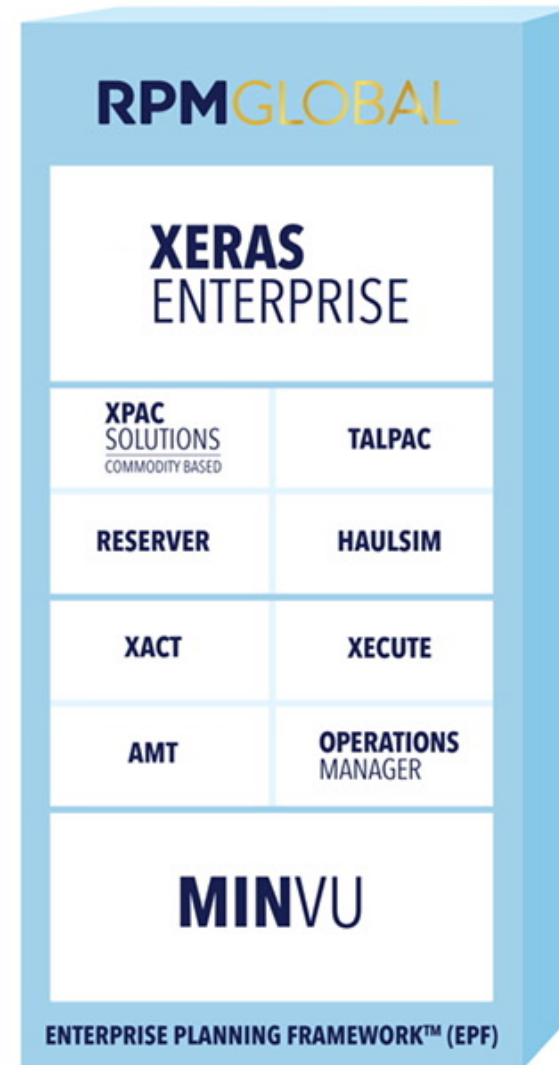 RPMGLOBAL
XERAS
ENTERPRISE
XPAC
SOLUTIONS
COMMODITY BASED
TALPAC
RESERVER
HAULSIM
XACT
XECUTE
AMT
OPERATIONS
MANAGER
MINVU
ENTERPRISE PLANNING FRAMEWORK™ (EPF)